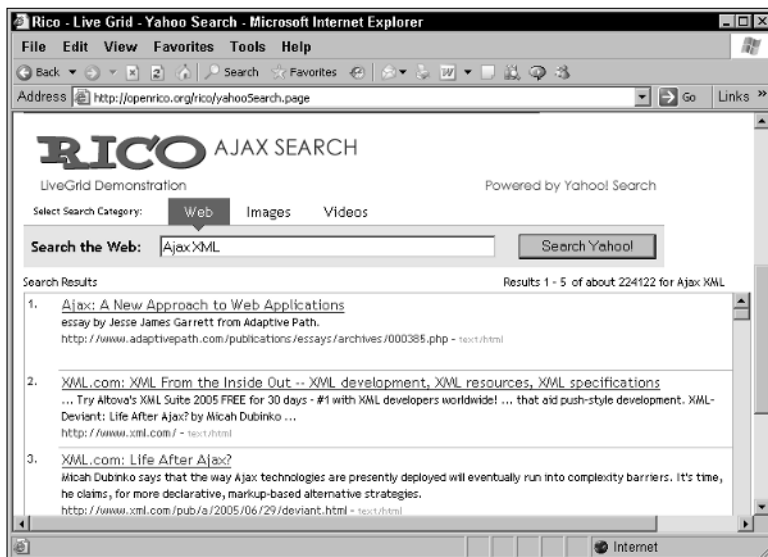 Rico - Live Grid - Yahoo Search - Microsoft Internet Explorer
File Edit View Favorites Tools Help
Back Search Favorites
Address http://openrico.org/rico/yahooSearch.page Go Links »
RICO AJAX SEARCH
LiveGrid Demonstration Powered by Yahoo! Search
Select Search Category: Web Images Videos
Search the Web: Ajax XML Search Yahoo!
Search Results Results 1 - 5 of about 224122 for Ajax XML
1. Ajax: A New Approach to Web Applications
essay by Jesse James Garrett from Adaptive Path.
http://www.adaptivepath.com/publications/essays/archives/000385.php - text/html
2. XML.com: XML From the Inside Out -- XML development, XML resources, XML specifications
... Try Altova's XML Suite 2005 FREE for 30 days - #1 with XML developers worldwide! ... that aid push-style development. XML-
Deviant: Life After Ajax? by Micah Dubinko ...
http://www.xml.com/ - text/html
3. XML.com: Life After Ajax?
Micah Dubinko says that the way Ajax technologies are presently deployed will eventually run into complexity barriers. It's time,
he claims, for more declarative, markup-based alternative strategies.
http://www.xml.com/pub/a/2005/06/29/deviant.html - text/html
Internet